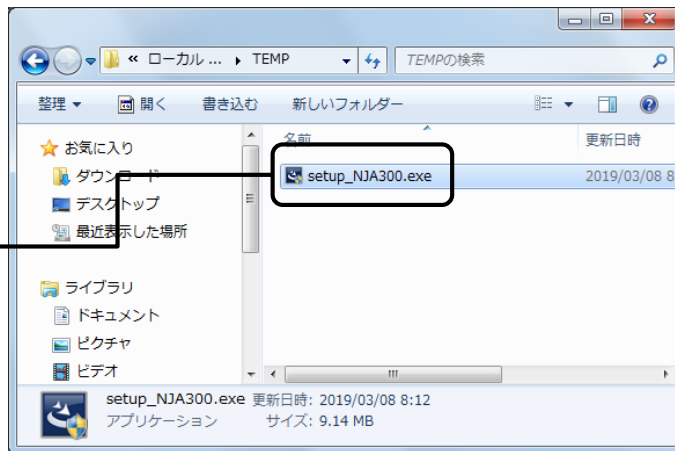 « ローカル ... ▸ TEMP
TEMPの検索
整理
開く
書き込む
新しいフォルダー
お気に入り
ダウンロード
デスクトップ
最近表示した場所
ライブラリ
ドキュメント
ピクチャ
ビデオ
名前
更新日時
setup_NJA300.exe
2019/03/08 8
setup_NJA300.exe 更新日時: 2019/03/08 8:12
アプリケーション サイズ: 9.14 MB